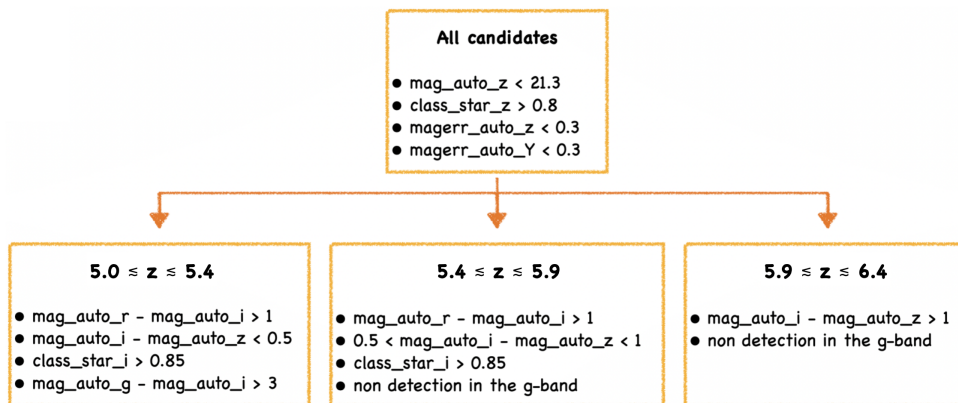 All candidates
● mag_auto_z < 21.3
● class_star_z > 0.8
● magerr_auto_z < 0.3
● magerr_auto_Y < 0.3
5.0 ≤ z ≤ 5.4
● mag_auto_r - mag_auto_i > 1
● mag_auto_i - mag_auto_z < 0.5
● class_star_i > 0.85
● mag_auto_g - mag_auto_i > 3
5.4 ≤ z ≤ 5.9
● mag_auto_r - mag_auto_i > 1
● 0.5 < mag_auto_i - mag_auto_z < 1
● class_star_i > 0.85
● non detection in the g-band
5.9 ≤ z ≤ 6.4
● mag_auto_i - mag_auto_z > 1
● non detection in the g-band